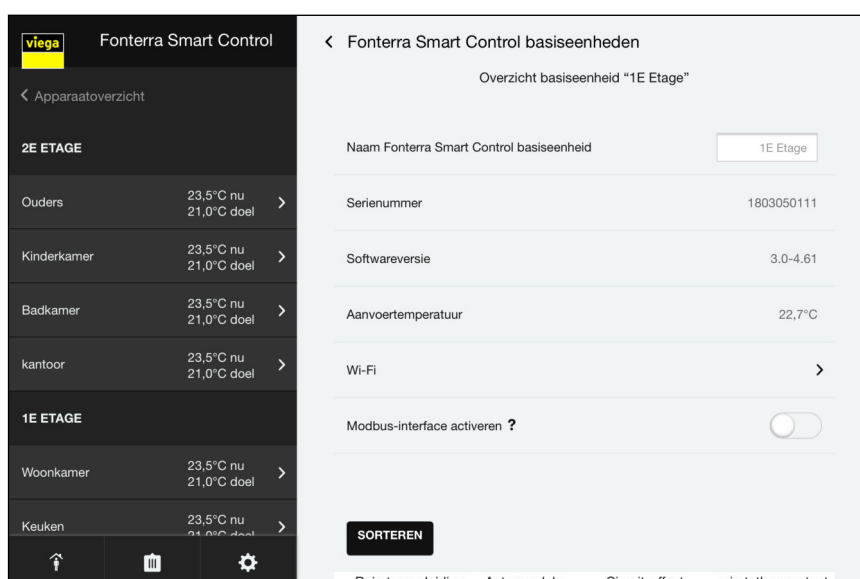 viega
Fonterra Smart Control
Apparaatoverzicht
2E ETAGE
Ouders
23,5°C nu
21,0°C doel
Kinderkamer
23,5°C nu
21,0°C doel
Badkamer
23,5°C nu
21,0°C doel
kantoor
23,5°C nu
21,0°C doel
1E ETAGE
Woonkamer
23,5°C nu
21,0°C doel
Keuken
23,5°C nu
21,0°C doel
Fonterra Smart Control basiseenheden
Overzicht basiseenheid “1E Etage”
Naam Fonterra Smart Control basiseenheid 1E Etage
Serienummer 1803050111
Softwareversie 3.0-4.61
Aanvoertemperatuur 22,7°C
Wi-Fi
Modbus-interface activeren ?
SORTEREN